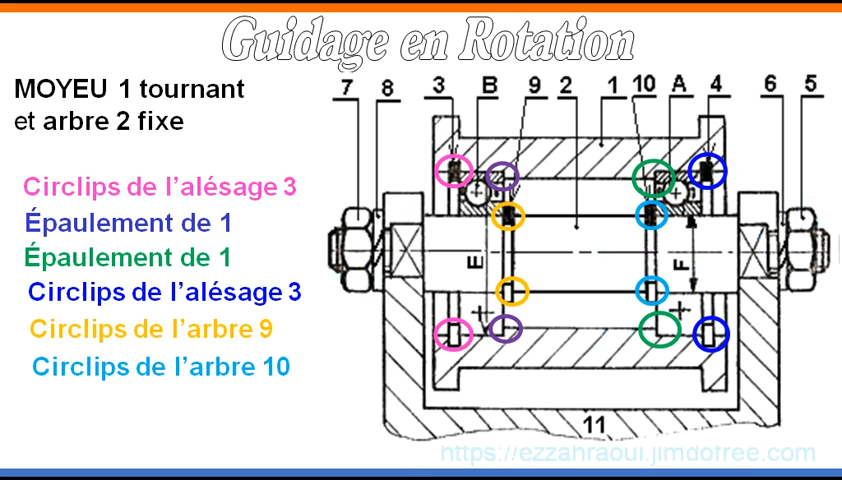 Guidage en Rotation
MOYEU 1 tournant
et arbre 2 fixe
7 8 3 B 9 2 1 10 A 4 6 5
Circlips de l'alésage 3
Épaulement de 1
Épaulement de 1
Circlips de l'alésage 3
Circlips de l'arbre 9
Circlips de l'arbre 10
E F
11
https://ezzahraoui.jimdofree.com